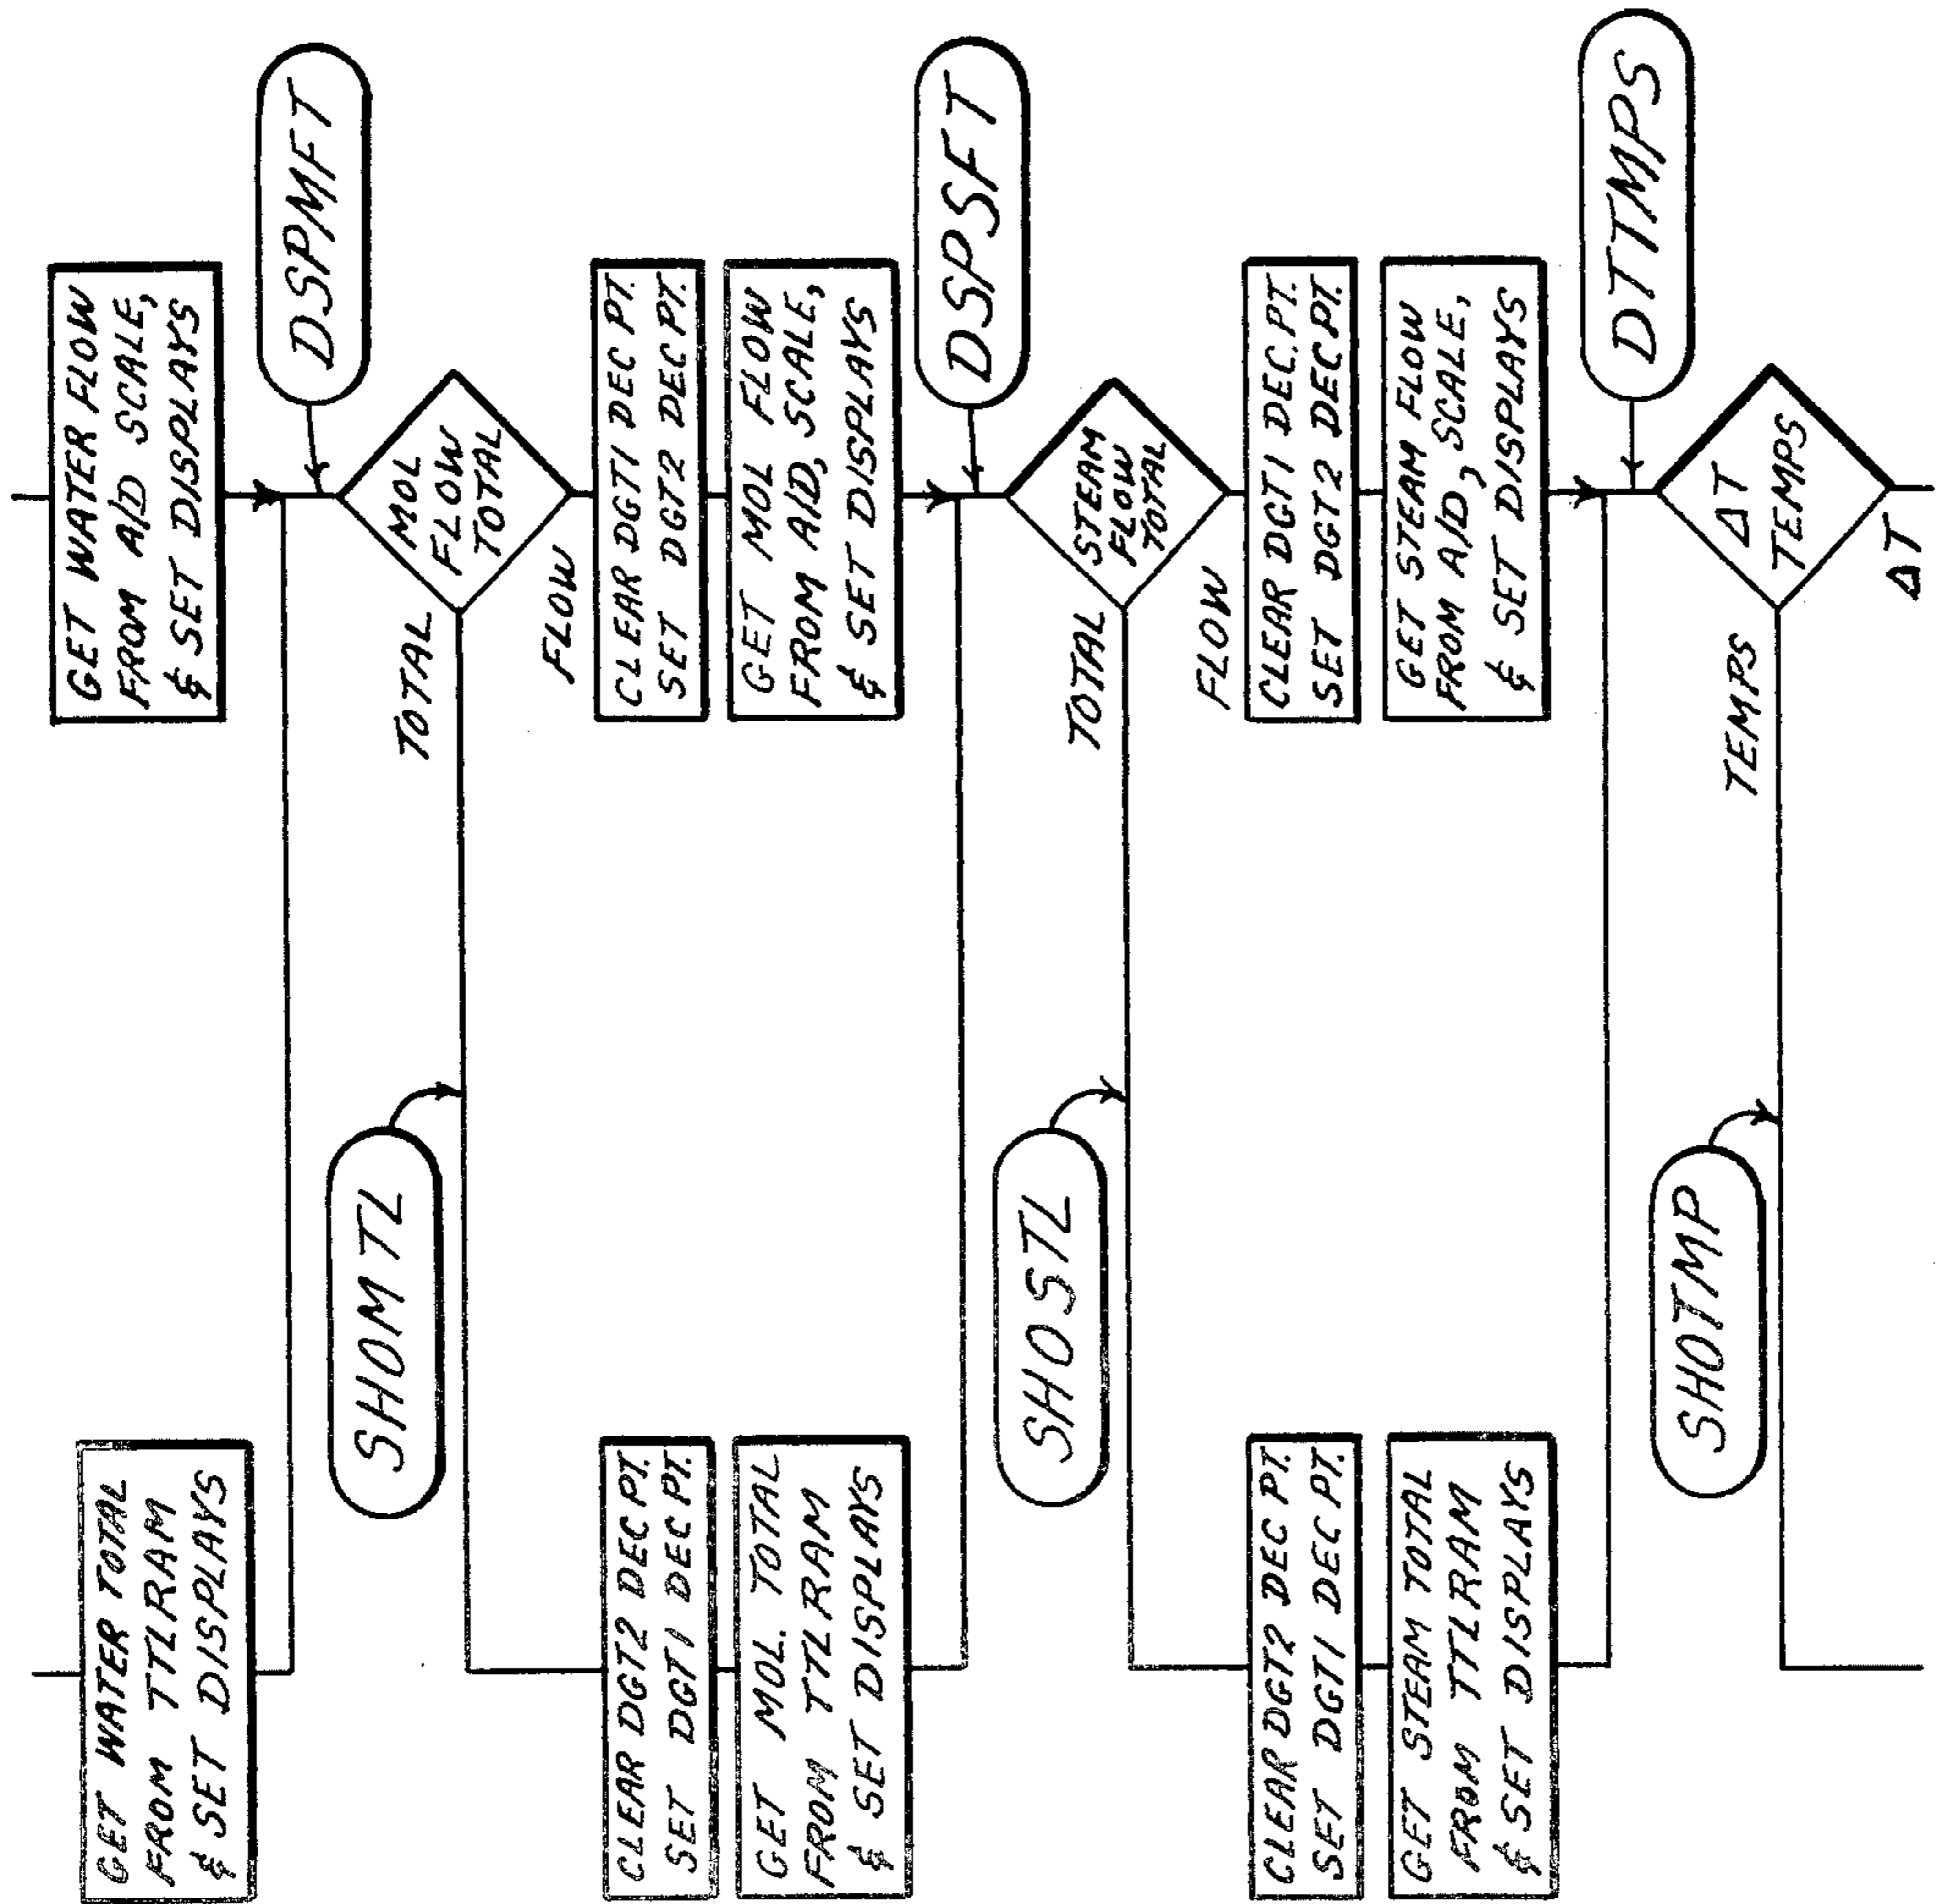 GET WATER FLOW
FROM A/D SCALE,
& SET DISPLAYS
DSPMFT
MOL
FLOW
TOTAL
TOTAL
FLOW
CLEAR DGT1 DEC PT.
SET DGT2 DEC PT.
GET MOL FLOW
FROM A/D, SCALE,
& SET DISPLAYS
DSPSFT
STEAM
FLOW
TOTAL
TOTAL
FLOW
CLEAR DGT1 DEC.PT.
SET DGT2 DEC PT.
GET STEAM FLOW
FROM A/D, SCALE,
& SET DISPLAYS
DTTMPS
ΔT
TEMPS
TEMPS
ΔT
GET WATER TOTAL
FROM TTLRAM
& SET DISPLAYS
SHOMTL
CLEAR DGT2 DEC PT.
SET DGT1 DEC PT.
GET MOL. TOTAL
FROM TTLRAM
& SET DISPLAYS
SHOSTL
CLEAR DGT2 DEC PT.
SET DGT1 DEC PT.
GET STEAM TOTAL
FROM TTLRAM
& SET DISPLAYS
SHOTMP